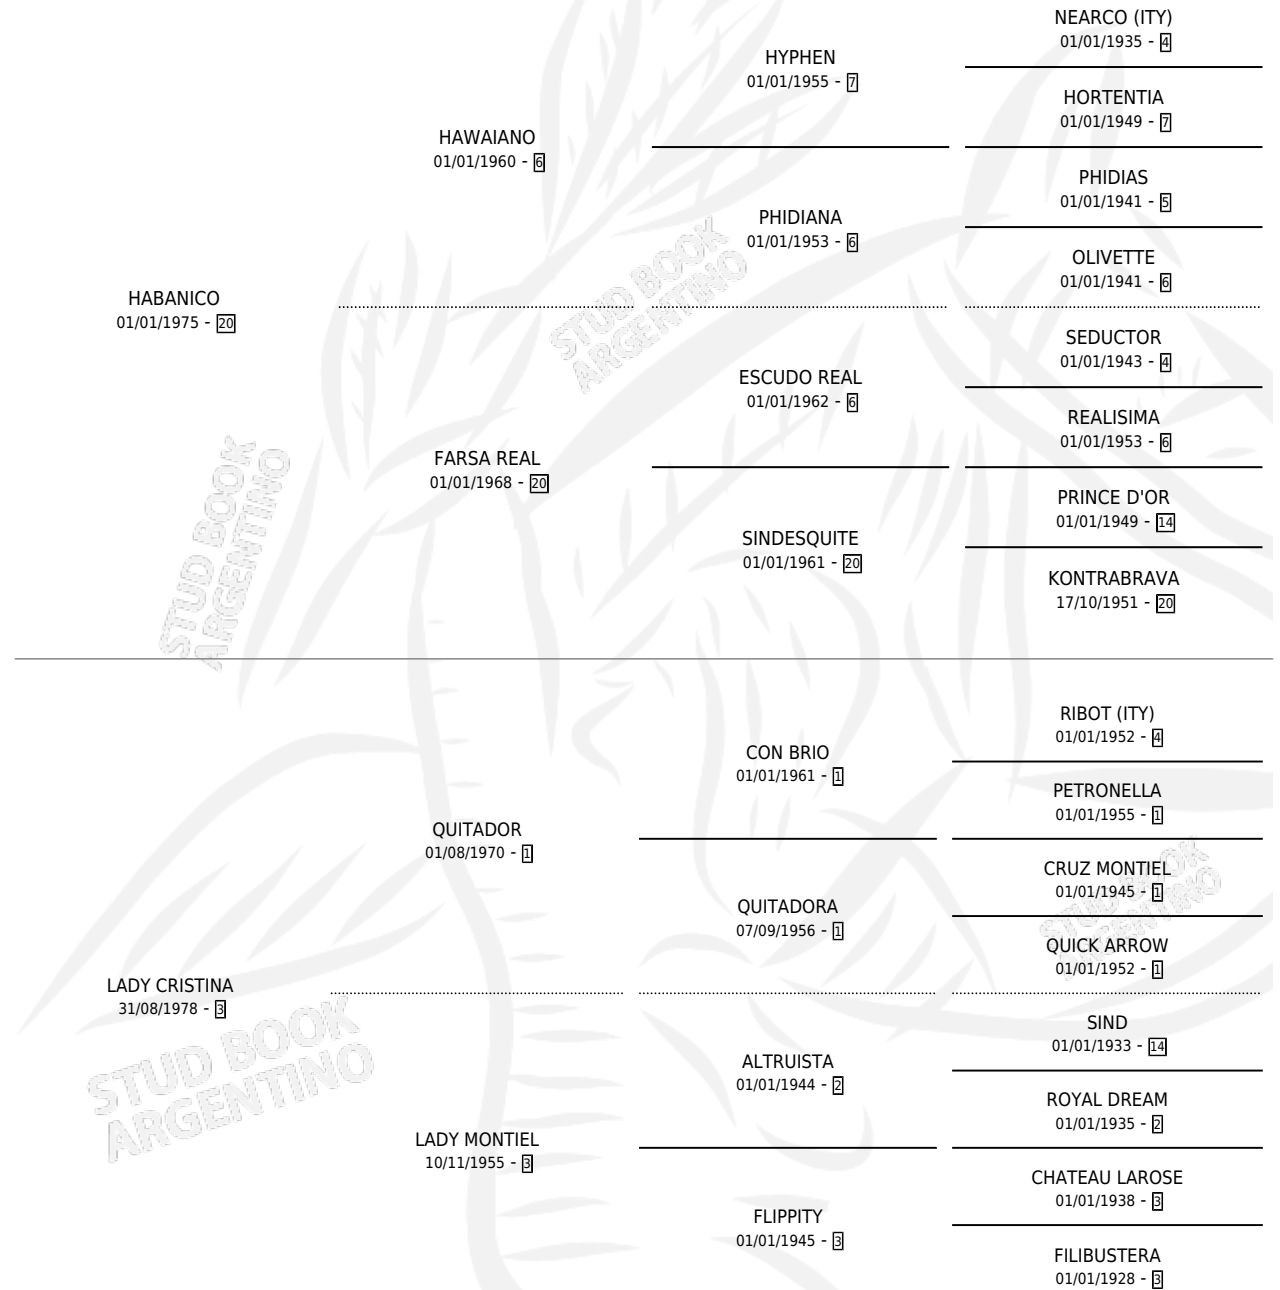 NEARCO (ITY)
01/01/1935 - 4
HYPHEN
01/01/1955 - 7
HORTENTIA
01/01/1949 - 7
HAWAIANO
01/01/1960 - 6
PHIDIAS
01/01/1941 - 5
PHIDIANA
01/01/1953 - 6
OLIVETTE
01/01/1941 - 6
HABANICO
01/01/1975 - 20
SEDUCTOR
01/01/1943 - 4
ESCUDO REAL
01/01/1962 - 6
REALISIMA
01/01/1953 - 6
FARSA REAL
01/01/1968 - 20
PRINCE D'OR
01/01/1949 - 14
SINDESQUITE
01/01/1961 - 20
KONTRABRAVA
17/10/1951 - 20
RIBOT (ITY)
01/01/1952 - 4
CON BRIO
01/01/1961 - 1
PETRONELLA
01/01/1955 - 1
QUITADOR
01/08/1970 - 1
CRUZ MONTIEL
01/01/1945 - 1
QUITADORA
07/09/1956 - 1
QUICK ARROW
01/01/1952 - 1
LADY CRISTINA
31/08/1978 - 3
SIND
01/01/1933 - 14
ALTRUISTA
01/01/1944 - 2
ROYAL DREAM
01/01/1935 - 2
LADY MONTIEL
10/11/1955 - 3
CHATEAU LAROSE
01/01/1938 - 3
FLIPPITY
01/01/1945 - 3
FILIBUSTERA
01/01/1928 - 3
STUD BOOK
ARGENTINO
STUD BOOK
ARGENTINO
STUD BOOK
ARGENTINO
STUD BOOK
ARGENTINO